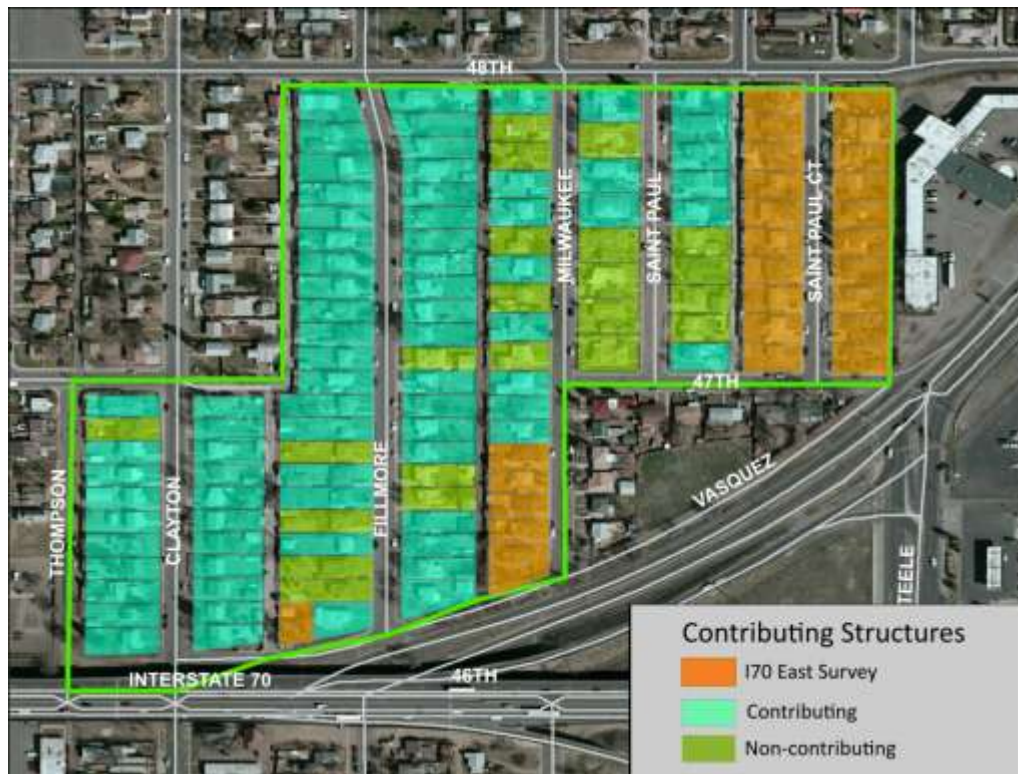 48TH
MILWAUKEE
SAINT PAUL
SAINT PAUL CT
47TH
FILLMORE
VASQUEZ
THOMPSON
CLAYTON
TEELE
INTERSTATE 70
46TH
Contributing Structures
I70 East Survey
Contributing
Non-contributing